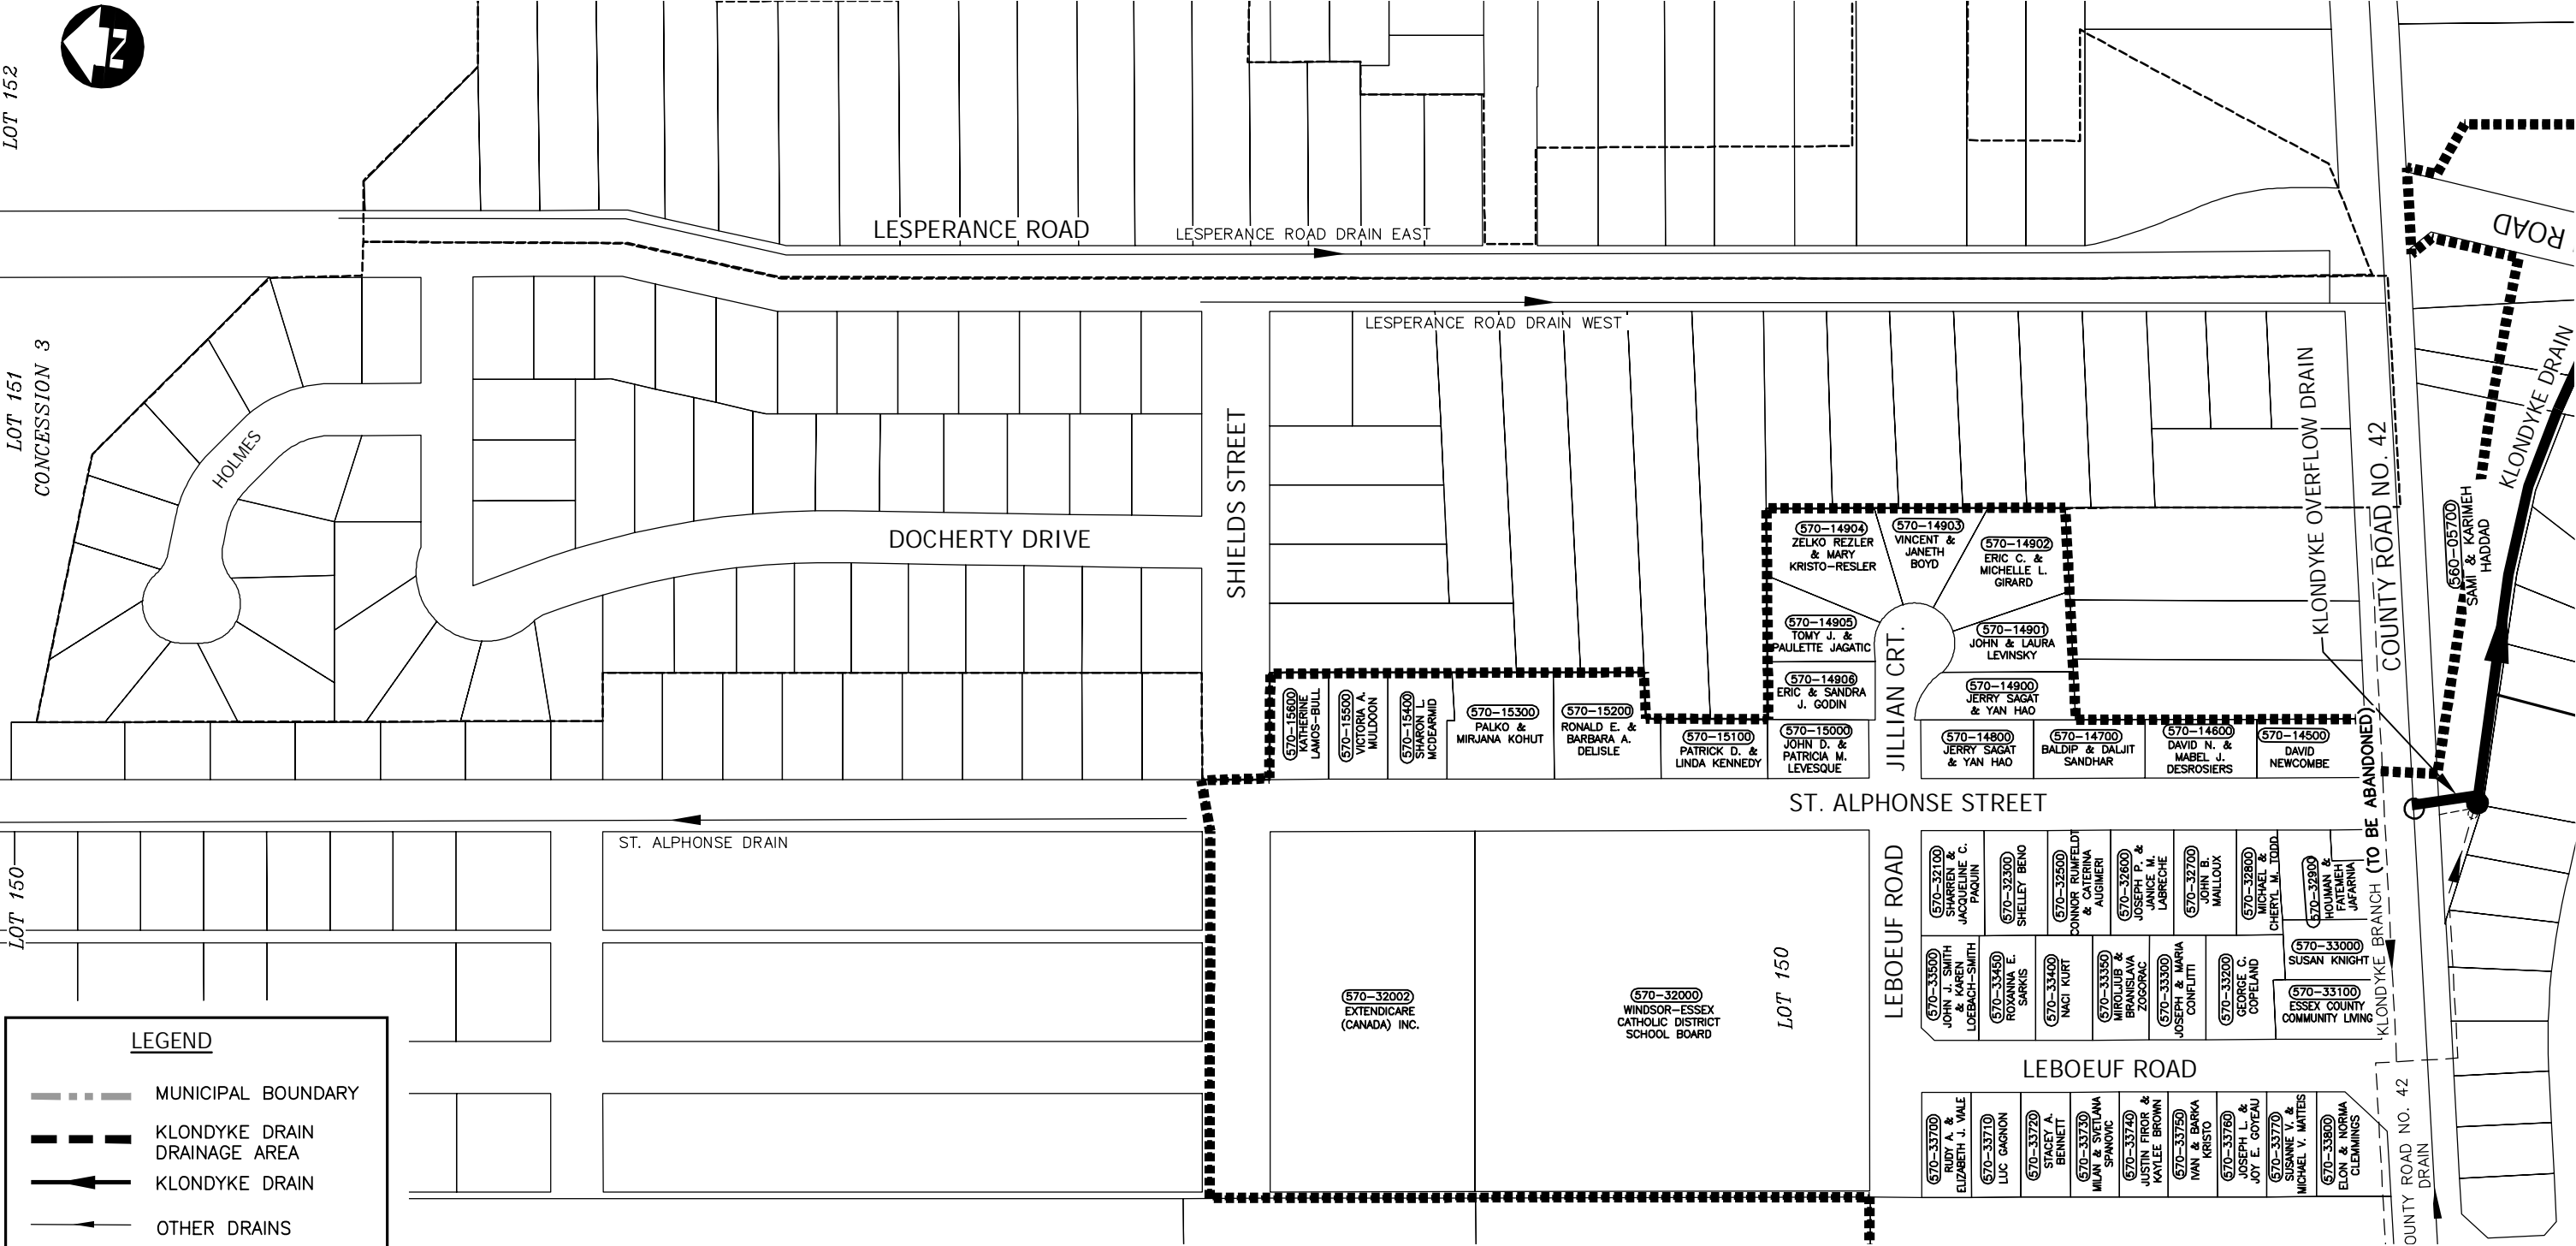 N
LOT 152
LOT 151
CONCESSION 3
LOT 150
LESPERANCE ROAD
LESPERANCE ROAD DRAIN EAST
LESPERANCE ROAD DRAIN WEST
ROAD
HOLMES
DOCHERTY DRIVE
SHIELDS STREET
KLONDYKE OVERFLOW DRAIN
COUNTY ROAD NO. 42
KLONDYKE DRAIN
560-05700
SAMI & KARIMEH
HADDAD
570-14904
ZELKO REZLER
& MARY
KRISTO-RESLER
570-14903
VINCENT &
JANETH
BOYD
570-14902
ERIC C. &
MICHELLE L.
GIRARD
570-14905
TOMY J. &
PAULETTE JAGATIC
570-14901
JOHN & LAURA
LEVINSKY
570-14906
ERIC & SANDRA
J. GODIN
570-14900
JERRY SAGAT
& YAN HAO
JILLIAN CRT.
570-15600
KATHERINE
LAMOS-BULL
570-15500
VICTORIA A.
MULDOON
570-15400
SHARON L.
MCDEARMID
570-15300
PALKO &
MIRJANA KOHUT
570-15200
RONALD E. &
BARBARA A.
DELISLE
570-15100
PATRICK D. &
LINDA KENNEDY
570-15000
JOHN D. &
PATRICIA M.
LEVESQUE
570-14800
JERRY SAGAT
& YAN HAO
570-14700
BALDIP & DALJIT
SANDHAR
570-14600
DAVID N. &
MABEL J.
DESROSIERS
570-14500
DAVID
NEWCOMBE
ST. ALPHONSE STREET
ST. ALPHONSE DRAIN
570-32002
EXTENDICARE
(CANADA) INC.
570-32000
WINDSOR-ESSEX
CATHOLIC DISTRICT
SCHOOL BOARD
LOT 150
LEBOEUF ROAD
570-32100
SHARREN &
JACQUELINE C.
PAQUIN
570-32300
SHELLEY BENO
570-32500
CONNOR RUMFELDT
& CATERINA
AUGIMERI
570-32600
JOSEPH P. &
JANICE M.
LABRECHE
570-32700
JOHN B.
MAILLOUX
570-32800
MICHAEL &
CHERYL M. TODD
570-32900
HOUMAN &
FATEMEH
JAFARNIA
570-33500
JOHN J. SMITH
& KAREN
LOEBACH-SMITH
570-33450
ROXANNA E.
SARKIS
570-33400
NACI KURT
570-33350
MIROLJUB &
BRANISLAVA
ZOGORAC
570-33300
JOSEPH & MARIA
CONFLITTI
570-33200
GEORGE C.
COPELAND
570-33000
SUSAN KNIGHT
570-33100
ESSEX COUNTY
COMMUNITY LIVING
KLONDYKE BRANCH (TO BE ABANDONED)
LEBOEUF ROAD
570-33700
RUDY A. &
ELIZABETH J. VIALE
570-33710
LUC GAGNON
570-33720
STACEY A.
BENNETT
570-33730
MILAN & SVETLANA
SPANOVIC
570-33740
JUSTIN FIROR &
KAYLEE BROWN
570-33750
IVAN & BARKA
KRISTO
570-33760
JOSEPH L. &
JOY E. GOYEAU
570-33770
SUSANNE V. &
MICHAEL V. MATTEIS
570-33800
ELON & NORMA
CLEMMINGS
OUNTY ROAD NO. 42
DRAIN
LEGEND
MUNICIPAL BOUNDARY
KLONDYKE DRAIN
DRAINAGE AREA
KLONDYKE DRAIN
OTHER DRAINS